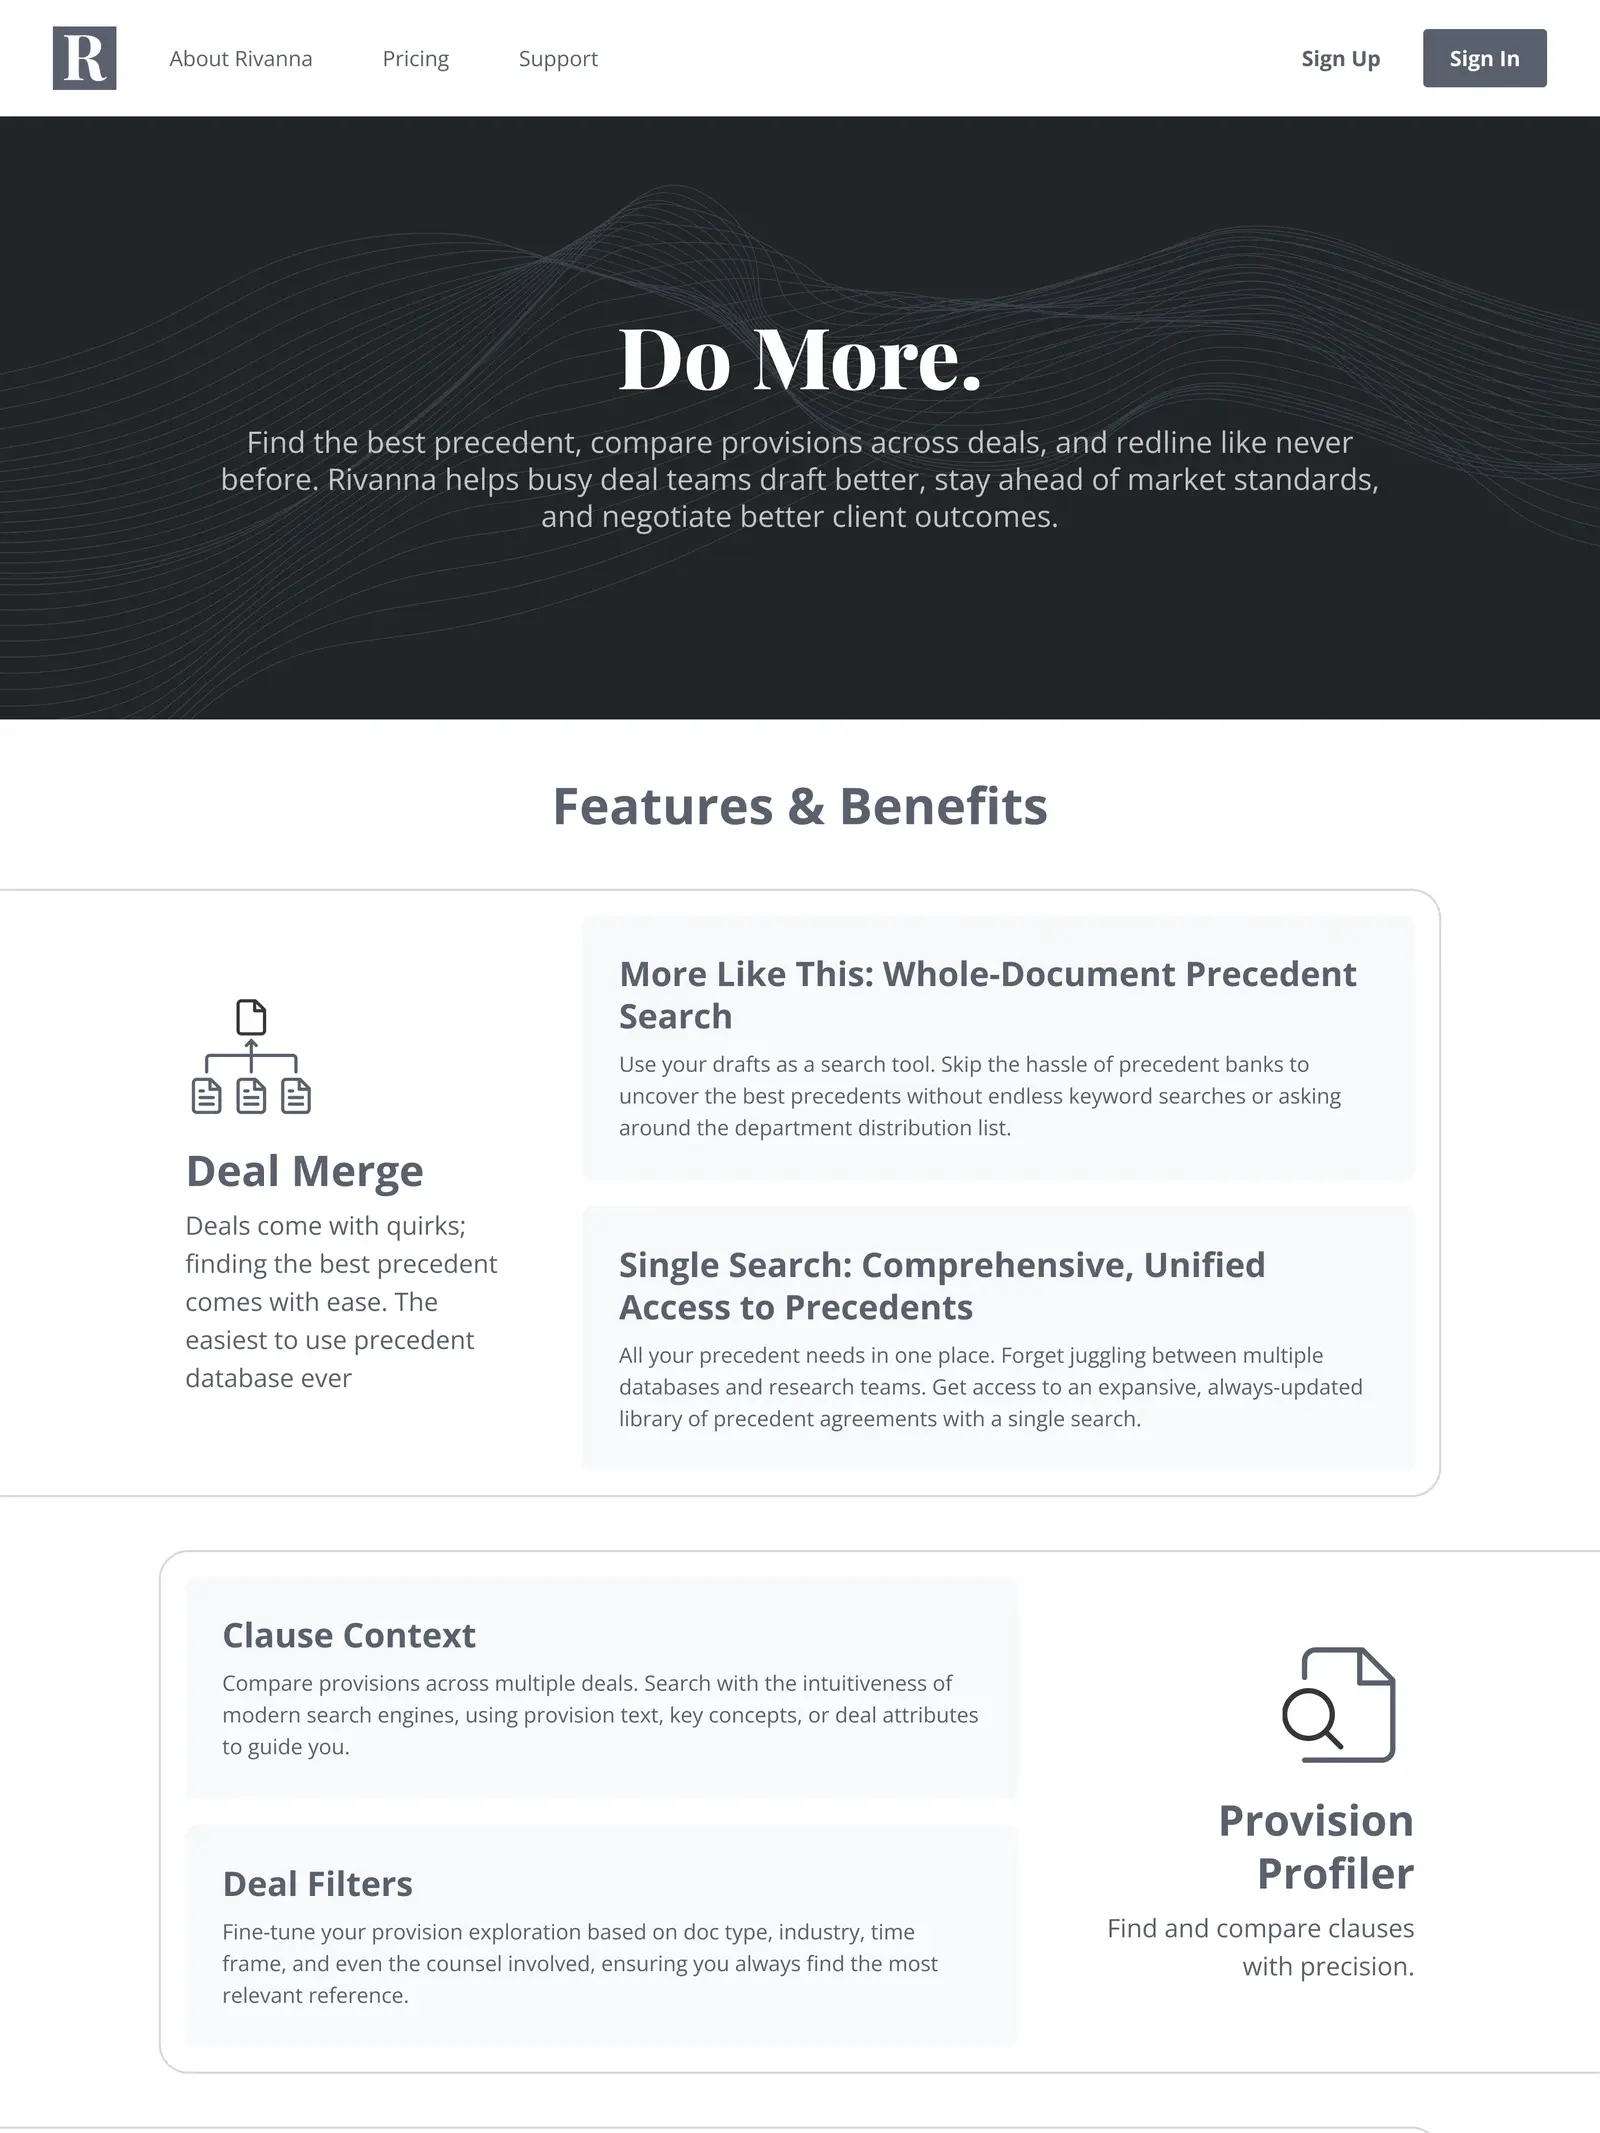 R
About Rivanna
Pricing
Support
Sign Up
Sign In
Do More.
Find the best precedent, compare provisions across deals, and redline like never
before. Rivanna helps busy deal teams draft better, stay ahead of market standards,
and negotiate better client outcomes.
Features & Benefits
Deal Merge
Deals come with quirks;
finding the best precedent
comes with ease. The
easiest to use precedent
database ever
More Like This: Whole-Document Precedent
Search
Use your drafts as a search tool. Skip the hassle of precedent banks to
uncover the best precedents without endless keyword searches or asking
around the department distribution list.
Single Search: Comprehensive, Unified
Access to Precedents
All your precedent needs in one place. Forget juggling between multiple
databases and research teams. Get access to an expansive, always-updated
library of precedent agreements with a single search.
Clause Context
Compare provisions across multiple deals. Search with the intuitiveness of
modern search engines, using provision text, key concepts, or deal attributes
to guide you.
Deal Filters
Fine-tune your provision exploration based on doc type, industry, time
frame, and even the counsel involved, ensuring you always find the most
relevant reference.
Provision
Profiler
Find and compare clauses
with precision.